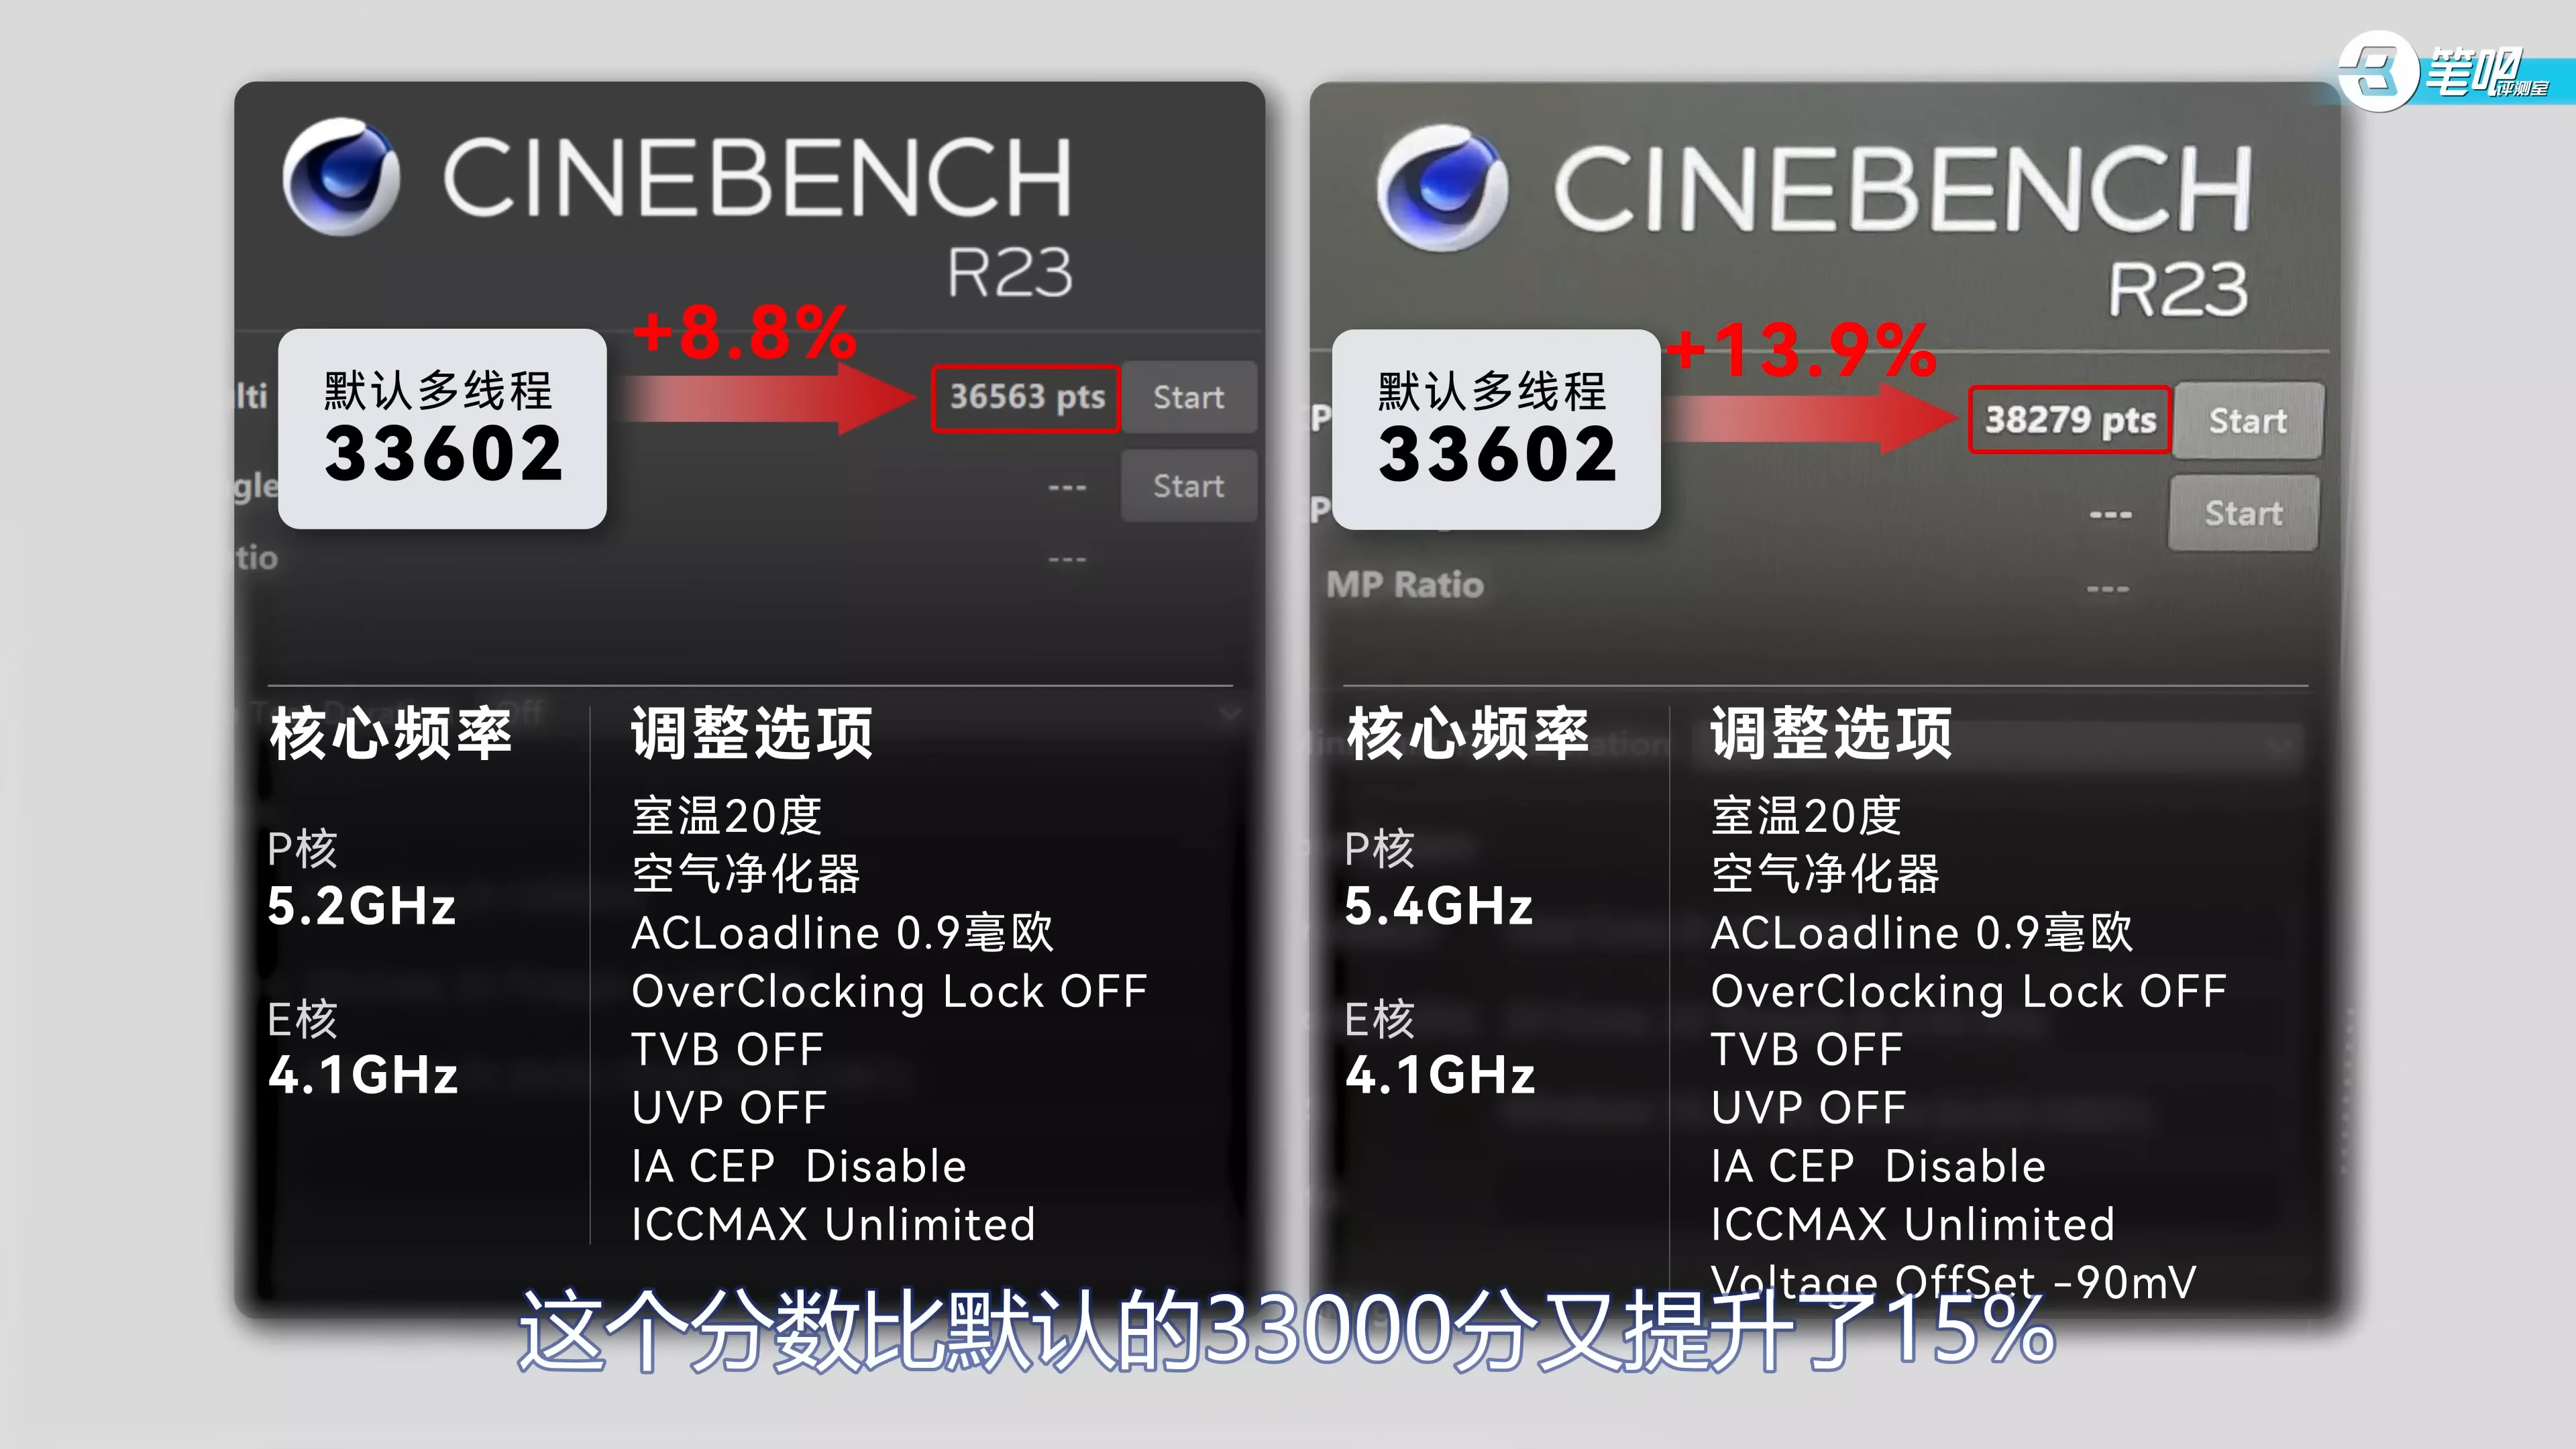 笔吧
评测室
CINEBENCH
R23
+8.8%
默认多线程
33602
lti
36563 pts
Start
gle
---
Start
tio
---
核心频率
P核
5.2GHz
E核
4.1GHz
调整选项
室温20度
空气净化器
ACLoadline 0.9毫欧
OverClocking Lock OFF
TVB OFF
UVP OFF
IA CEP Disable
ICCMAX Unlimited
CINEBENCH
R23
+13.9%
默认多线程
33602
38279 pts
Start
---
Start
MP Ratio
---
核心频率
P核
5.4GHz
E核
4.1GHz
调整选项
室温20度
空气净化器
ACLoadline 0.9毫欧
OverClocking Lock OFF
TVB OFF
UVP OFF
IA CEP Disable
ICCMAX Unlimited
Voltage OffSet -90mV
这个分数比默认的33000分又提升了15%